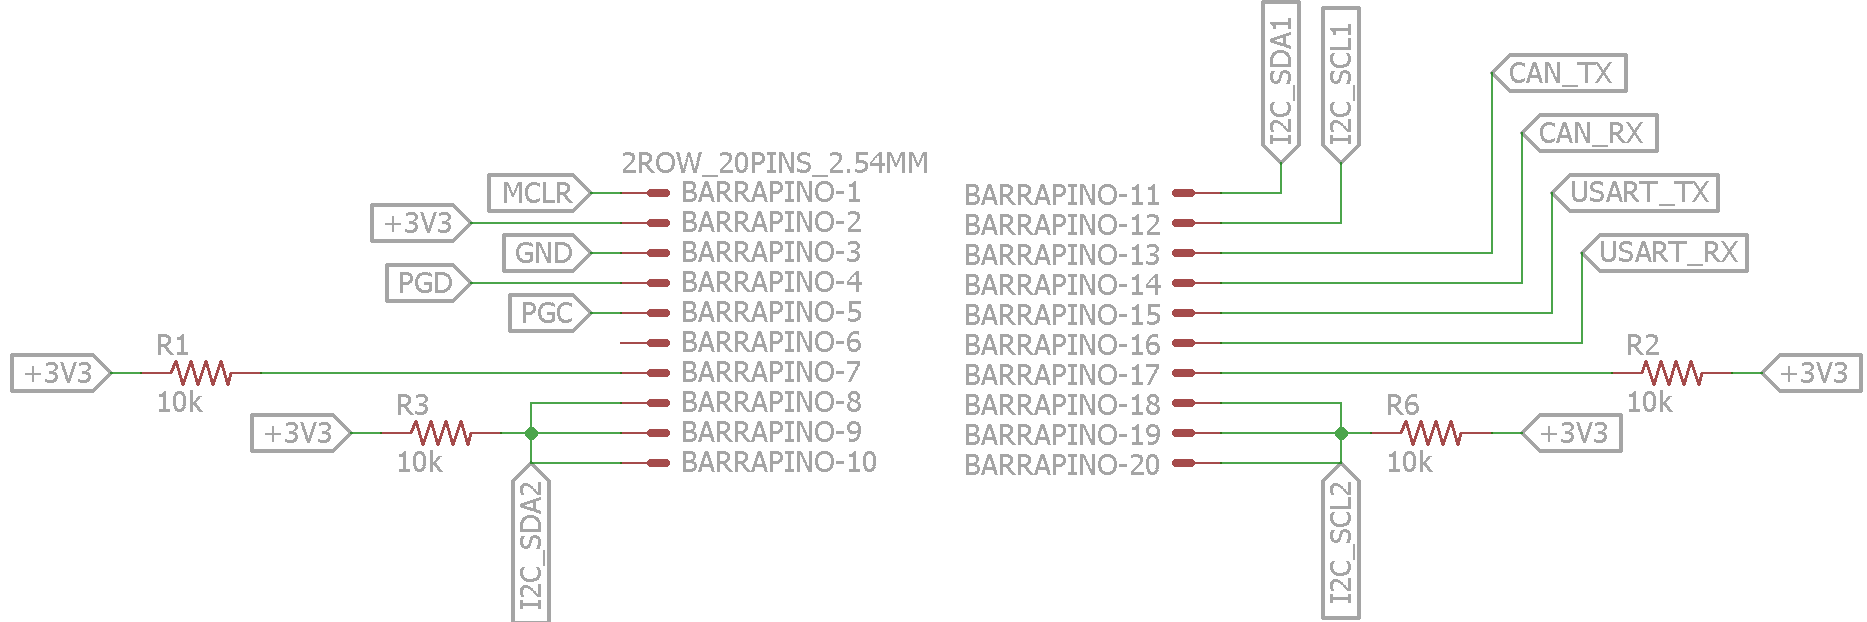 I2C_SDA1
I2C_SCL1
CAN_TX
CAN_RX
2ROW_20PINS_2.54MM
MCLR
BARRAPINO-1
BARRAPINO-11
USART_TX
+3V3
BARRAPINO-2
BARRAPINO-12
GND
BARRAPINO-3
BARRAPINO-13
USART_RX
PGD
BARRAPINO-4
BARRAPINO-14
PGC
BARRAPINO-5
BARRAPINO-15
R1
BARRAPINO-6
BARRAPINO-16
R2
+3V3
BARRAPINO-7
BARRAPINO-17
+3V3
10k
R3
BARRAPINO-8
BARRAPINO-18
R6
10k
+3V3
BARRAPINO-9
BARRAPINO-19
+3V3
10k
BARRAPINO-10
BARRAPINO-20
10k
I2C_SDA2
I2C_SCL2